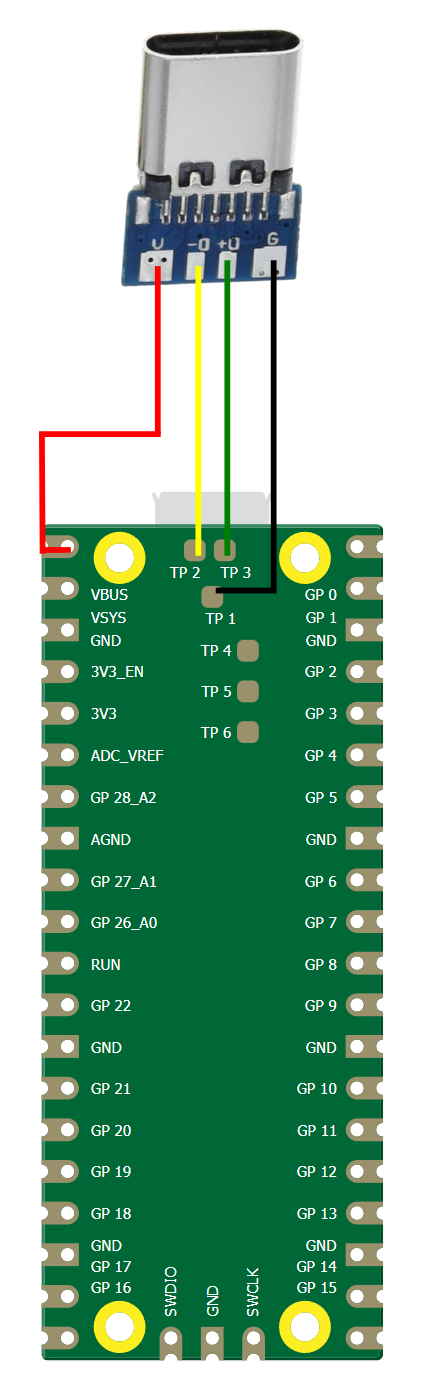 V -D +D G
TP 2 TP 3
TP 1
TP 4
TP 5
TP 6
VBUS
VSYS
GND
3V3_EN
3V3
ADC_VREF
GP 28_A2
AGND
GP 27_A1
GP 26_A0
RUN
GP 22
GND
GP 21
GP 20
GP 19
GP 18
GND
GP 17
GP 16
GP 0
GP 1
GND
GP 2
GP 3
GP 4
GP 5
GND
GP 6
GP 7
GP 8
GP 9
GND
GP 10
GP 11
GP 12
GP 13
GND
GP 14
GP 15
SWDIO
GND
SWCLK